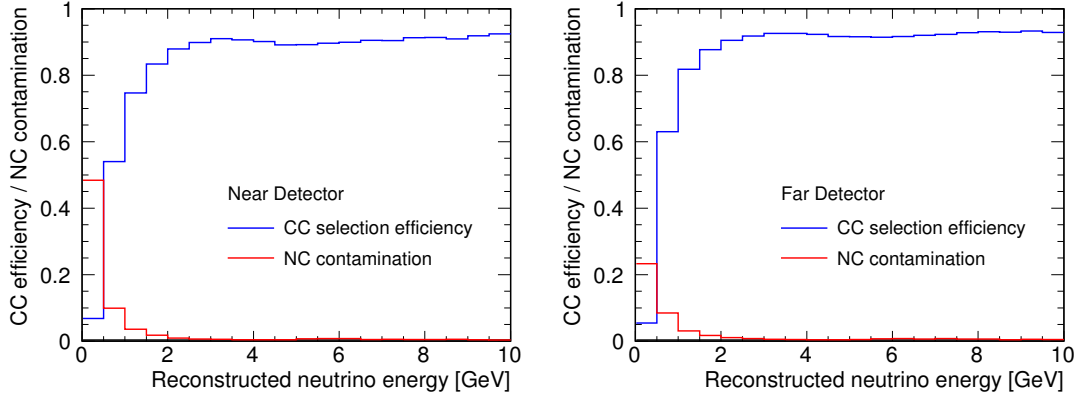 CC efficiency / NC contamination
1
0.8
0.6
0.4
0.2
0
Near Detector
CC selection efficiency
NC contamination
0 2 4 6 8 10
Reconstructed neutrino energy [GeV]
CC efficiency / NC contamination
1
0.8
0.6
0.4
0.2
0
Far Detector
CC selection efficiency
NC contamination
0 2 4 6 8 10
Reconstructed neutrino energy [GeV]